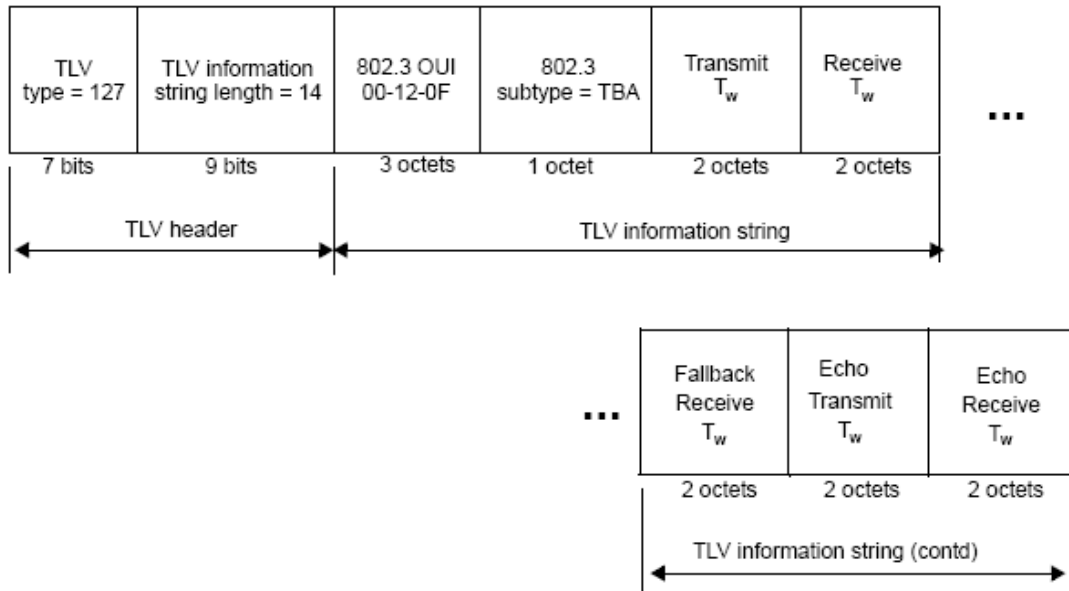 TLV
type = 127
TLV information
string length = 14
802.3 OUI
00-12-0F
802.3
subtype = TBA
Transmit
Tw
Receive
Tw
...
7 bits
9 bits
3 octets
1 octet
2 octets
2 octets
TLV header
TLV information string
...
Fallback
Receive
Tw
Echo
Transmit
Tw
Echo
Receive
Tw
2 octets
2 octets
2 octets
TLV information string (contd)